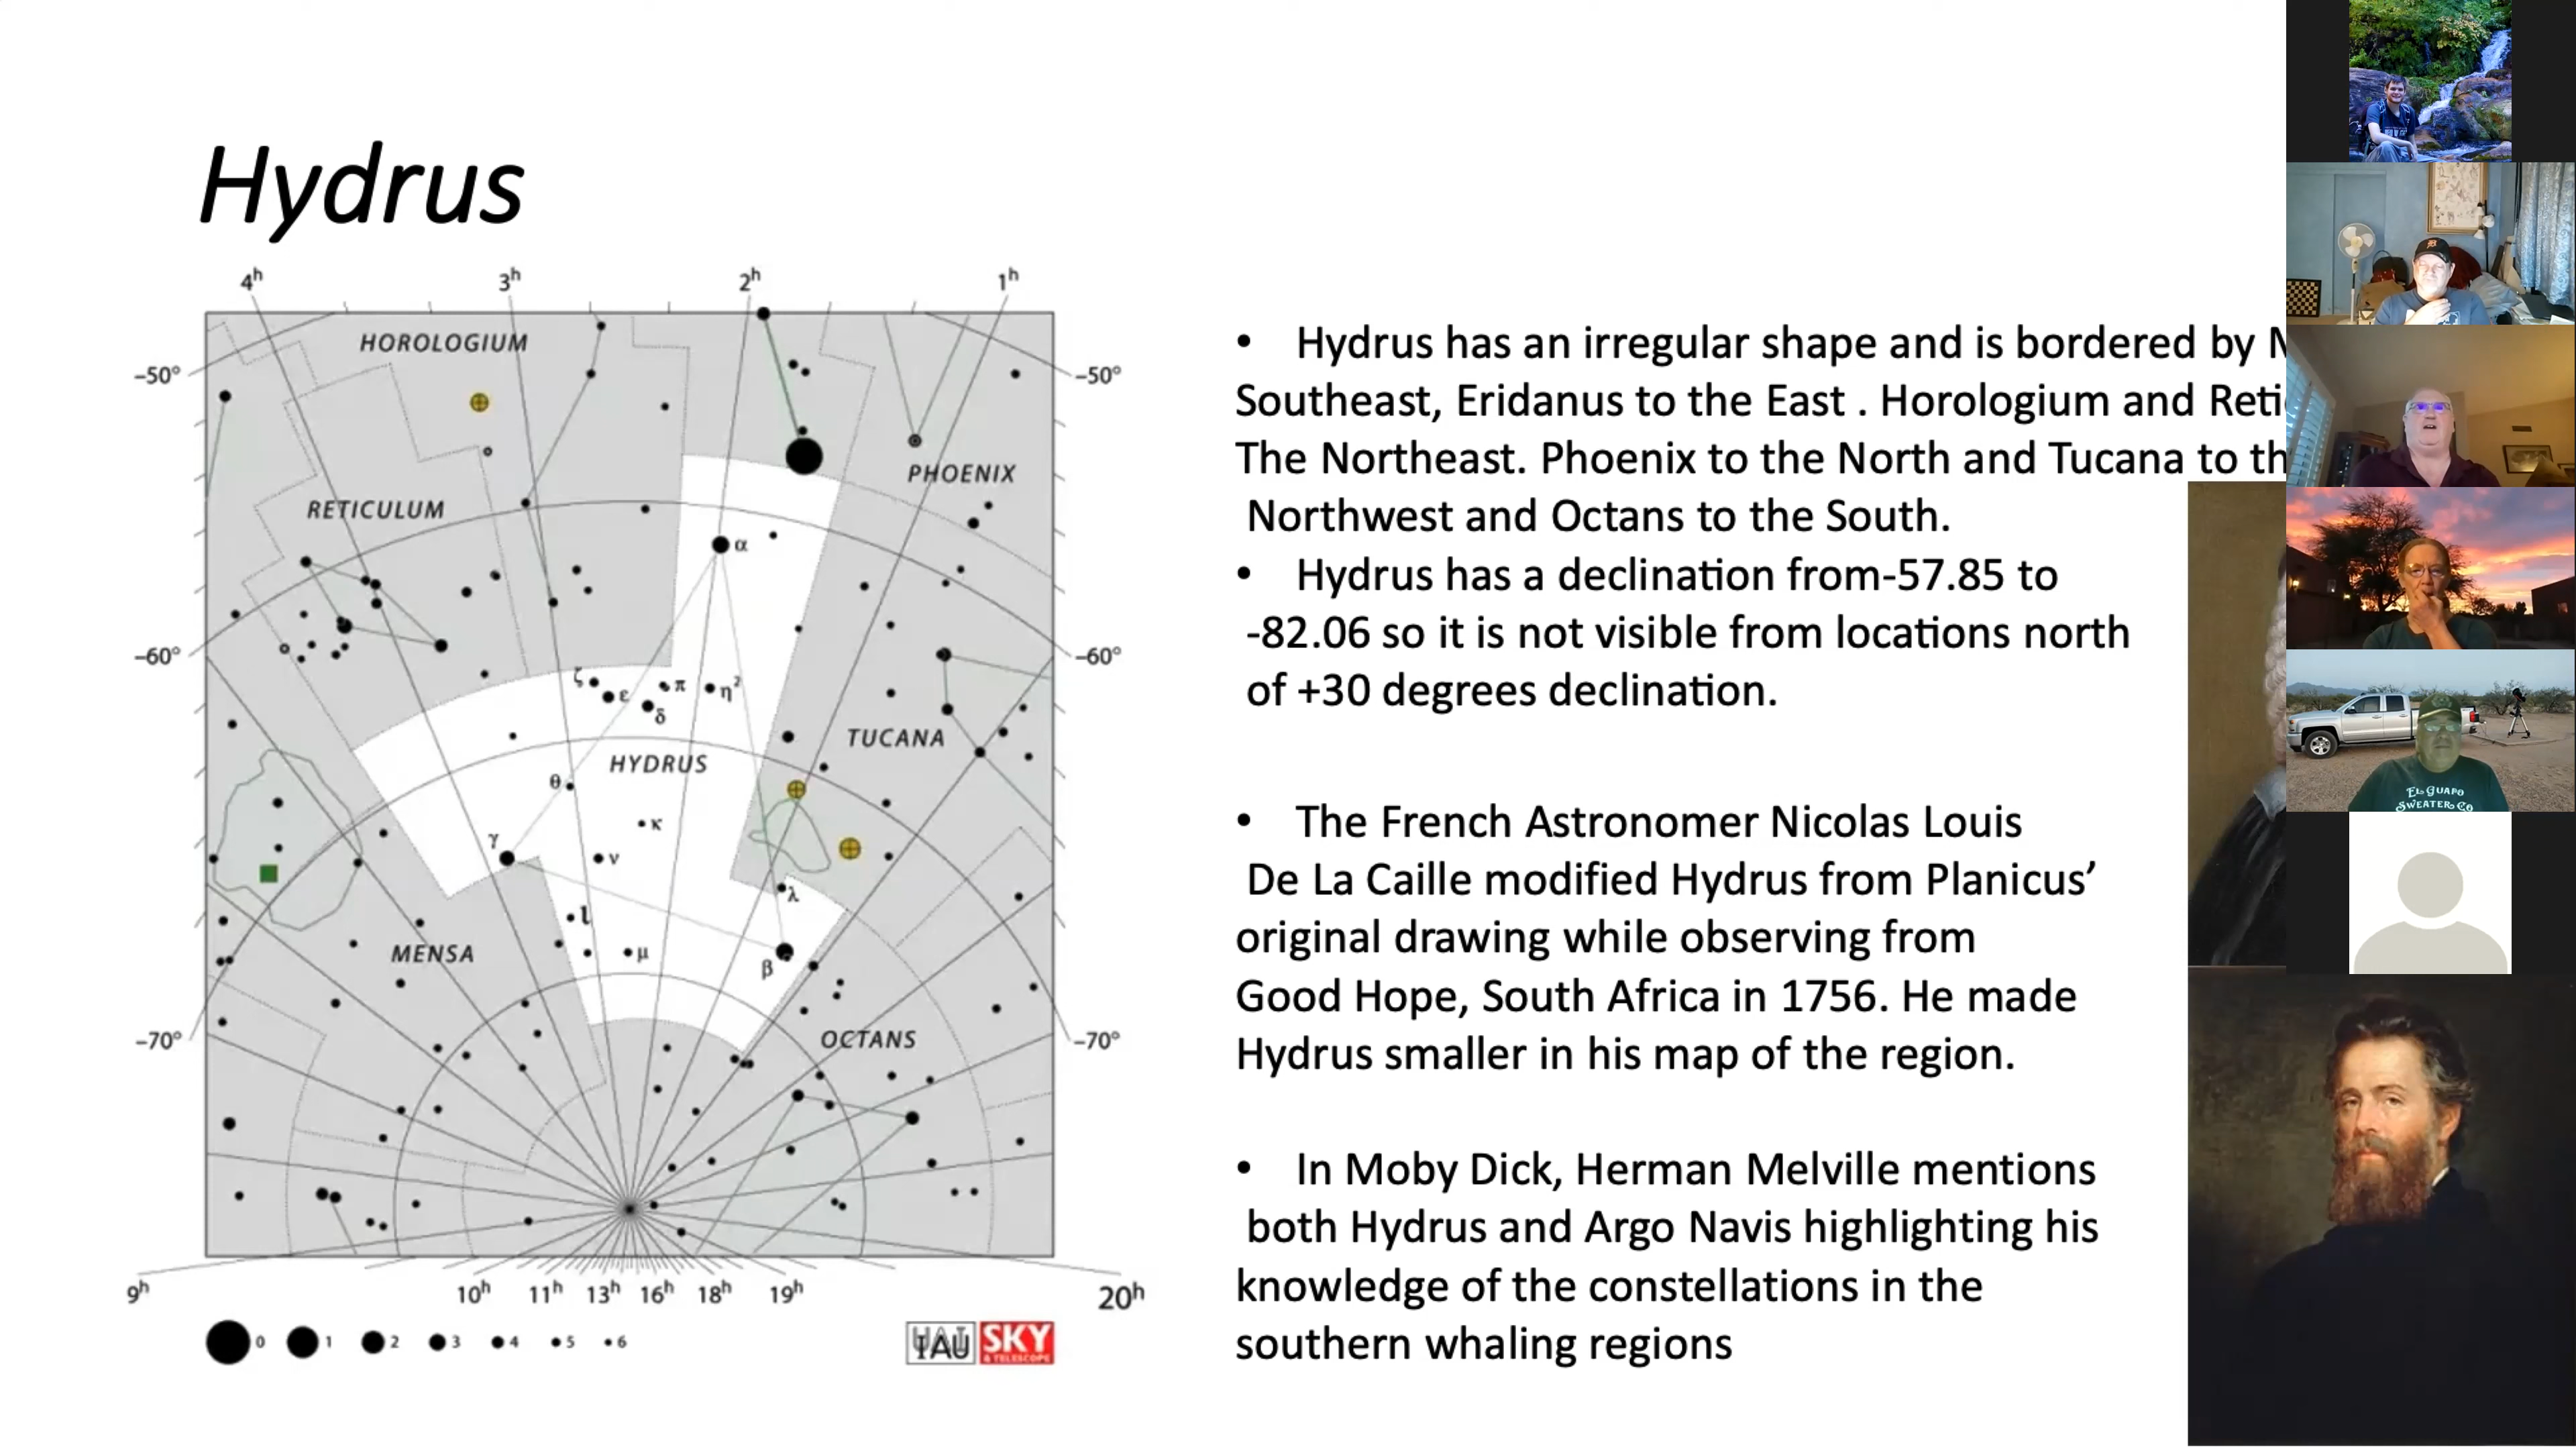 Hydrus
4h 3h 2h 1h
HOROLOGIUM
-50° -50°
PHOENIX
RETICULUM
α
-60° -60°
ζ ε δ π η²
TUCANA
HYDRUS
θ
κ
γ
ν
λ
ι
MENSA
μ
β
OCTANS
-70° -70°
9h 10h 11h 13h 16h 18h 19h 20h
0 1 2 3 4 5 6
IAU SKY
& TELESCOPE
• Hydrus has an irregular shape and is bordered by
Southeast, Eridanus to the East . Horologium and
The Northeast. Phoenix to the North and Tucana to
Northwest and Octans to the South.
• Hydrus has a declination from-57.85 to
-82.06 so it is not visible from locations north
of +30 degrees declination.
• The French Astronomer Nicolas Louis
De La Caille modified Hydrus from Planicus’
original drawing while observing from
Good Hope, South Africa in 1756. He made
Hydrus smaller in his map of the region.
• In Moby Dick, Herman Melville mentions
both Hydrus and Argo Navis highlighting his
knowledge of the constellations in the
southern whaling regions
EL GUAPO
SWEATER CO